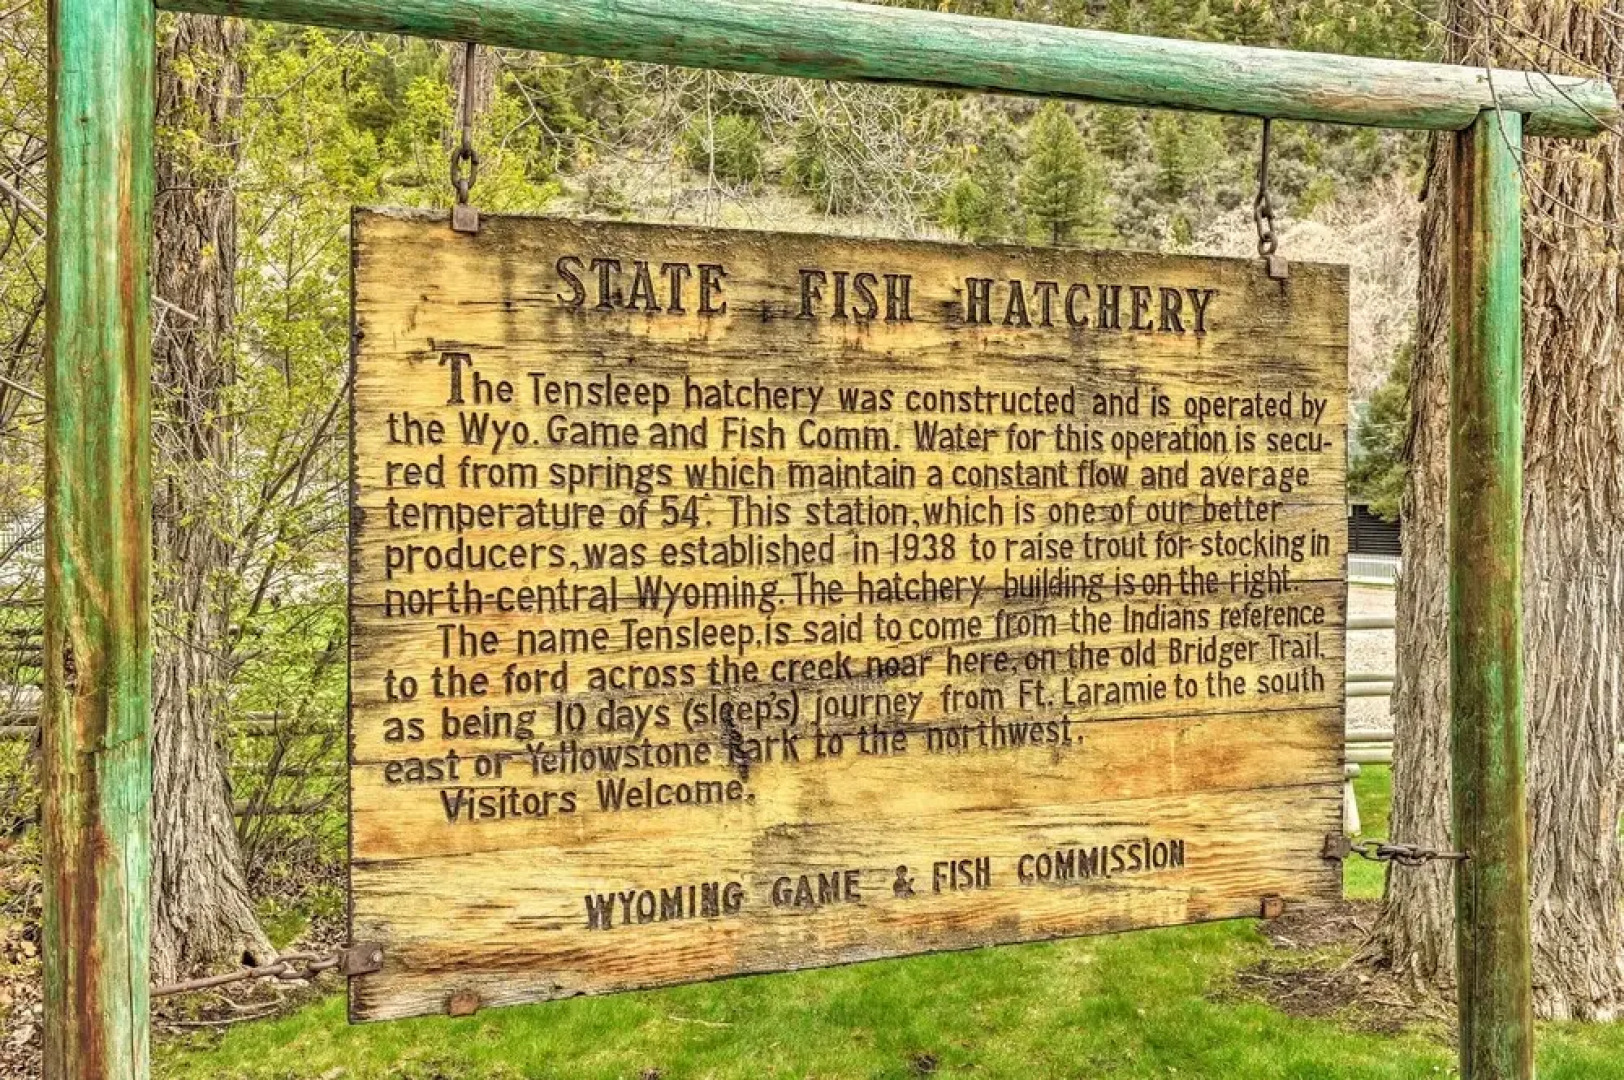 STATE FISH HATCHERY
The Tensleep hatchery was constructed and is operated by
the Wyo. Game and Fish Comm. Water for this operation is secu-
red from springs which maintain a constant flow and average
temperature of 54°. This station, which is one of our better
producers, was established in 1938 to raise trout for stocking in
north-central Wyoming. The hatchery building is on the right.
The name Tensleep, is said to come from the Indians reference
to the ford across the creek near here, on the old Bridger Trail,
as being 10 days (sleep's) journey from Ft. Laramie to the south
east or Yellowstone Park to the northwest.
Visitors Welcome.
WYOMING GAME & FISH COMMISSION